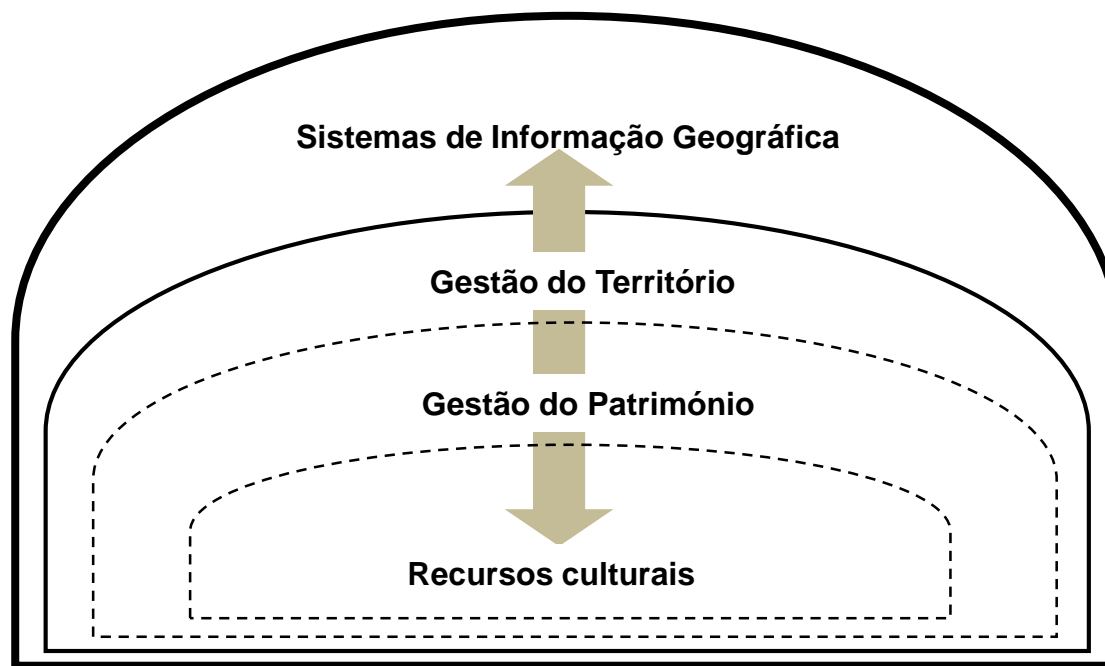 Sistemas de Informação Geográfica
Gestão do Território
Gestão do Património
Recursos culturais